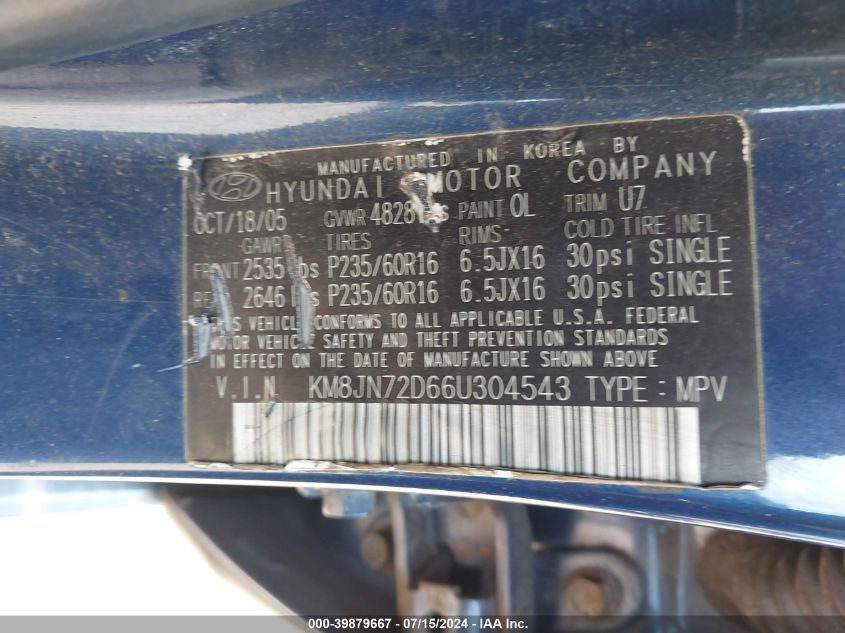 MANUFACTURED IN KOREA BY
HYUNDAI MOTOR COMPANY
OCT/18/05 GVWR 4828 PAINT OL TRIM U7
GAWR TIRES RIMS COLD TIRE INFL
FRONT 2535 lbs P235/60R16 6.5JX16 30psi SINGLE
2646 P235/60R16 6.5JX16 30psi SINGLE
THIS VEHICLE CONFORMS TO ALL APPLICABLE U.S.A. FEDERAL
MOTOR VEHICLE SAFETY AND THEFT PREVENTION STANDARDS
IN EFFECT ON THE DATE OF MANUFACTURE SHOWN ABOVE
V.I.N KM8JN72D66U304543 TYPE : MPV
000-39879667 - 07/15/2024 - IAA Inc.